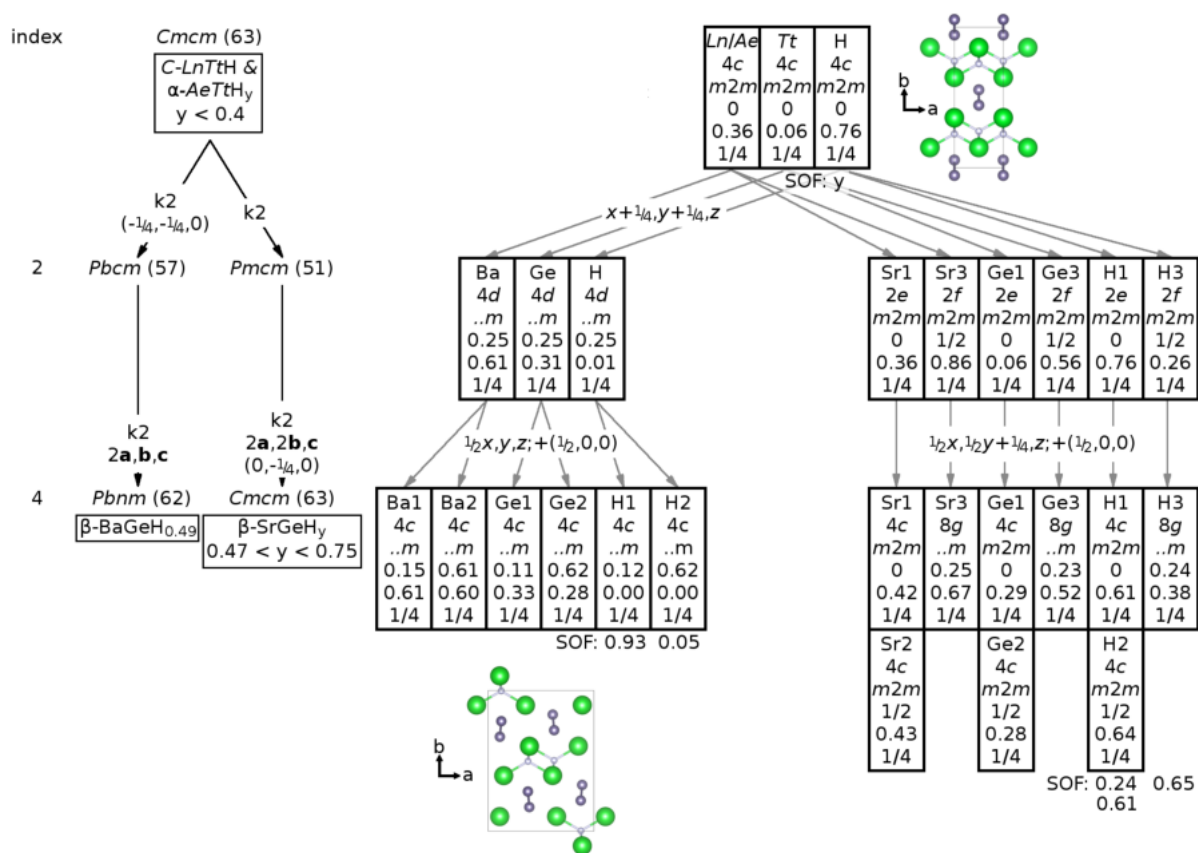 index
Cmcm (63)
C-LnTtH &
α-AeTtHy
y < 0.4
k2
(-1/4,-1/4,0)
k2
2
Pbcm (57)
Pmcm (51)
k2
2a,b,c
k2
2a,2b,c
(0,-1/4,0)
4
Pbnm (62)
Cmcm (63)
β-BaGeH0.49
β-SrGeHy
0.47 < y < 0.75
Ln/Ae Tt H
4c 4c 4c
m2m m2m m2m
0 0 0
0.36 0.06 0.76
1/4 1/4 1/4
SOF: y
b
a
x+1/4,y+1/4,z
Ba Ge H
4d 4d 4d
..m ..m ..m
0.25 0.25 0.25
0.61 0.31 0.01
1/4 1/4 1/4
Sr1 Sr3 Ge1 Ge3 H1 H3
2e 2f 2e 2f 2e 2f
m2m m2m m2m m2m m2m m2m
0 1/2 0 1/2 0 1/2
0.36 0.86 0.06 0.56 0.76 0.26
1/4 1/4 1/4 1/4 1/4 1/4
1/2x,y,z;+(1/2,0,0)
1/2x,1/2y+1/4,z;+(1/2,0,0)
Ba1 Ba2 Ge1 Ge2 H1 H2
4c 4c 4c 4c 4c 4c
..m ..m ..m ..m ..m ..m
0.15 0.61 0.11 0.62 0.12 0.62
0.61 0.60 0.33 0.28 0.00 0.00
1/4 1/4 1/4 1/4 1/4 1/4
SOF: 0.93 0.05
Sr1 Sr3 Ge1 Ge3 H1 H3
4c 8g 4c 8g 4c 8g
m2m ..m m2m ..m m2m ..m
0 0.25 0 0.23 0 0.24
0.42 0.67 0.29 0.52 0.61 0.38
1/4 1/4 1/4 1/4 1/4 1/4
Sr2 Ge2 H2
4c 4c 4c
m2m m2m m2m
1/2 1/2 1/2
0.43 0.28 0.64
1/4 1/4 1/4
SOF: 0.24 0.65
0.61
b
a